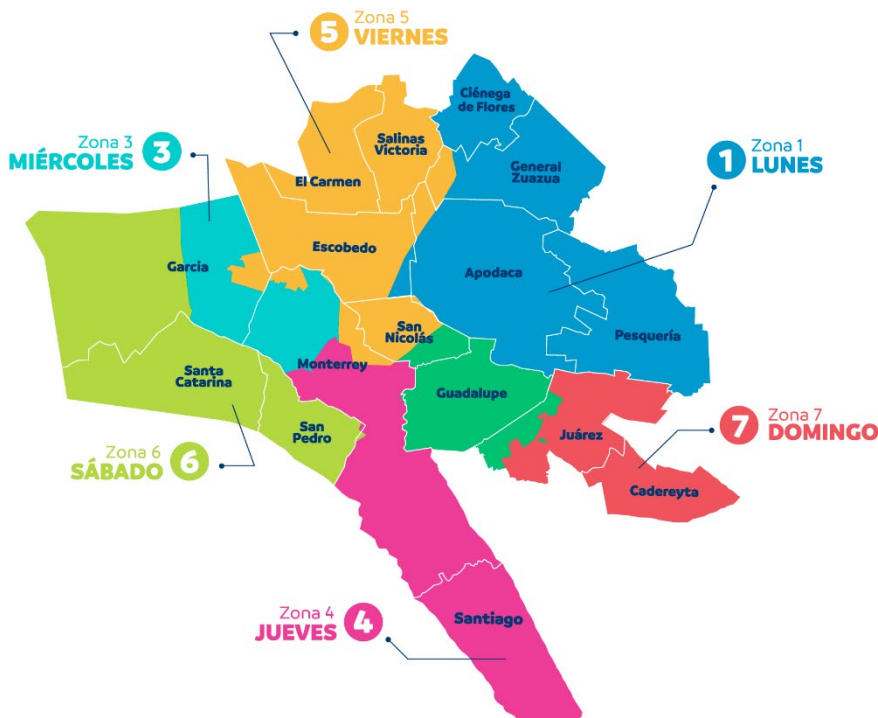 5
Zona 5
VIERNES
Zona 3
MIÉRCOLES
3
Zona 1
1
LUNES
Ciénega
de Flores
Salinas
Victoria
General
Zuazua
El Carmen
Escobedo
Garcia
Apodaca
San
Nicolás
Pesquería
Monterrey
Santa
Catarina
Guadalupe
San
Pedro
Juárez
Zona 7
7
DOMINGO
Zona 6
SÁBADO
6
Cadereyta
Zona 4
JUEVES
4
Santiago